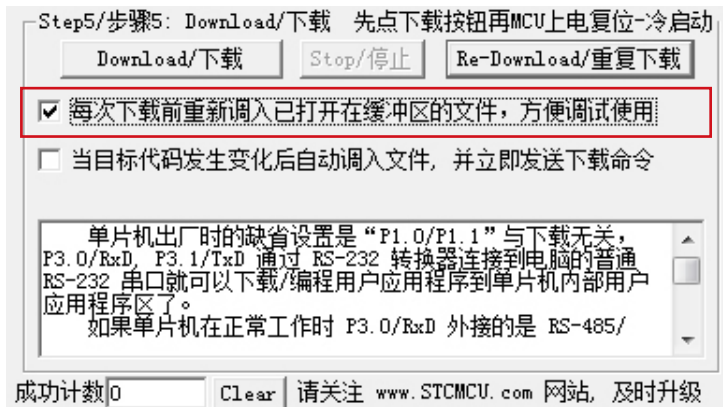 Step5/步骤5: Download/下载 先点下载按钮再MCU上电复位-冷启动
Download/下载 Stop/停止 Re-Download/重复下载
每次下载前重新调入已打开在缓冲区的文件，方便调试使用
当目标代码发生变化后自动调入文件, 并立即发送下载命令
单片机出厂时的缺省设置是“P1.0/P1.1”与下载无关，
P3.0/RxD, P3.1/TxD 通过 RS-232 转换器连接到电脑的普通
RS-232 串口就可以下载/编程用户应用程序到单片机内部用户
应用程序区了。
如果单片机在正常工作时 P3.0/RxD 外接的是 RS-485/
成功计数 0 Clear 请关注 www.STCMCU.com 网站, 及时升级